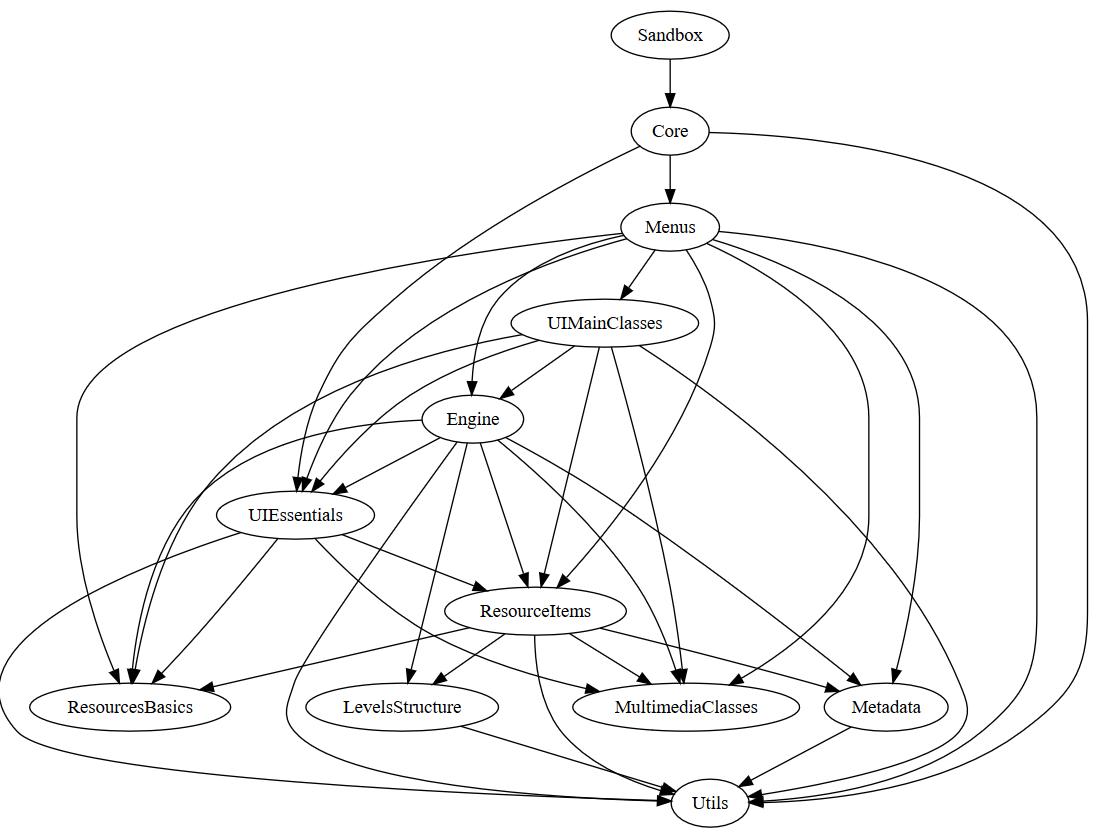 Sandbox
Core
Menus
UIMainClasses
Engine
UIEssentials
ResourceItems
ResourcesBasics
LevelsStructure
MultimediaClasses
Metadata
Utils